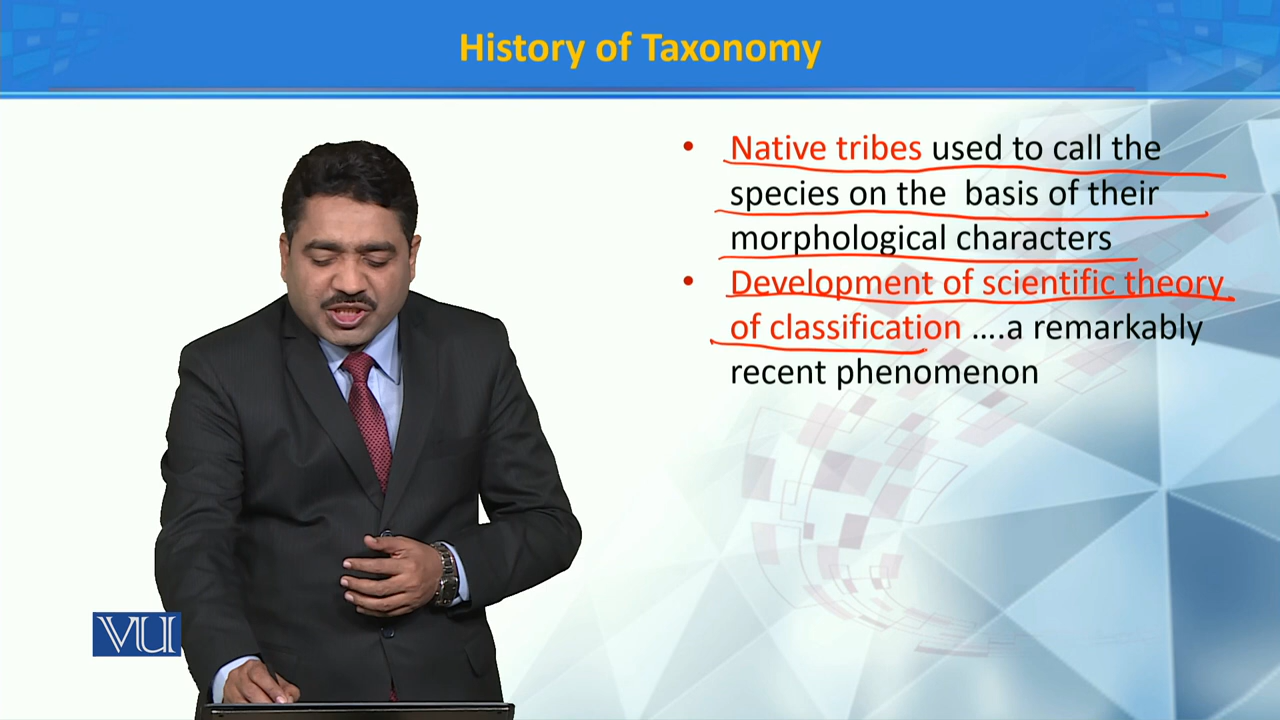 History of Taxonomy
• Native tribes used to call the
species on the basis of their
morphological characters
• Development of scientific theory
of classification ....a remarkably
recent phenomenon
VU